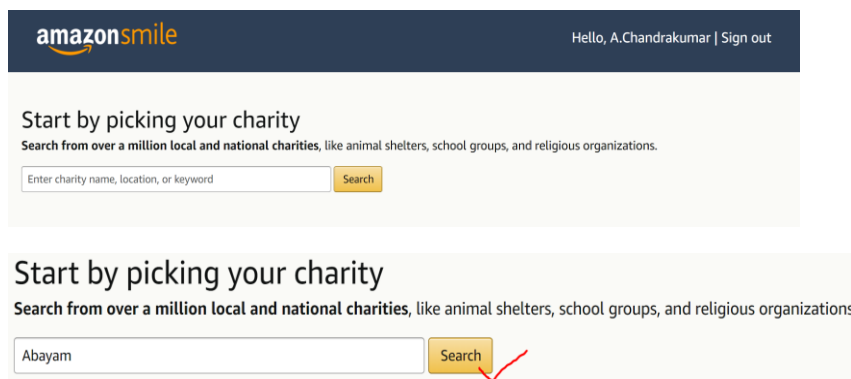 amazonsmile
Hello, A.Chandrakumar | Sign out
Start by picking your charity
Search from over a million local and national charities, like animal shelters, school groups, and religious organizations.
Enter charity name, location, or keyword
Search
Start by picking your charity
Search from over a million local and national charities, like animal shelters, school groups, and religious organizations
Abayam
Search